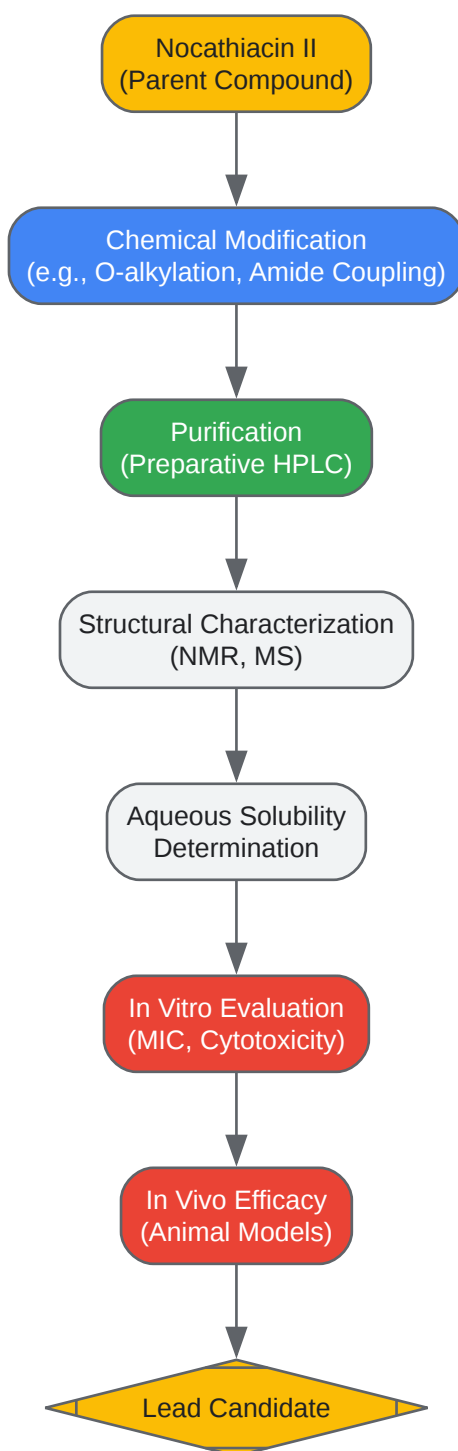 Nocathiacin II
(Parent Compound)
Chemical Modification
(e.g., O-alkylation, Amide Coupling)
Purification
(Preparative HPLC)
Structural Characterization
(NMR, MS)
Aqueous Solubility
Determination
In Vitro Evaluation
(MIC, Cytotoxicity)
In Vivo Efficacy
(Animal Models)
Lead Candidate